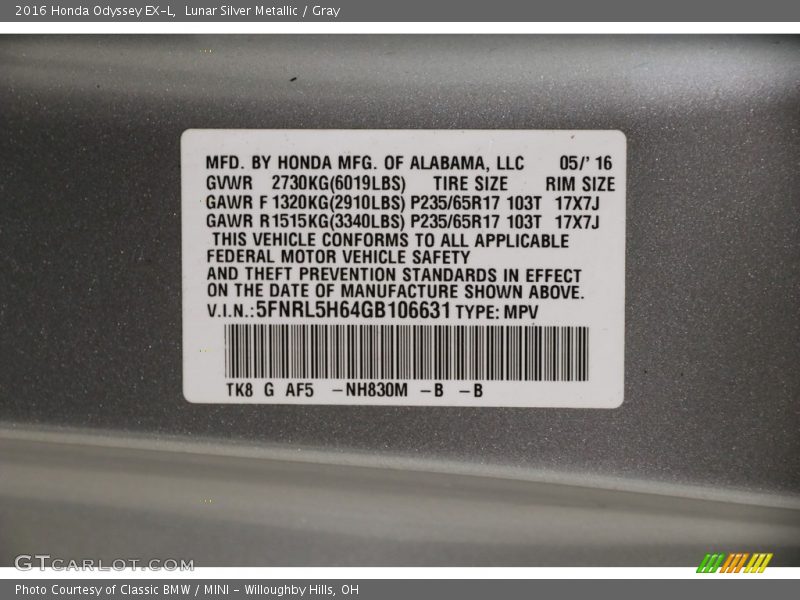 2016 Honda Odyssey EX-L,  Lunar Silver Metallic / Gray
MFD. BY HONDA MFG. OF ALABAMA, LLC 05/' 16
GVWR 2730KG(6019LBS) TIRE SIZE RIM SIZE
GAWR F 1320KG(2910LBS) P235/65R17 103T 17X7J
GAWR R1515KG(3340LBS) P235/65R17 103T 17X7J
THIS VEHICLE CONFORMS TO ALL APPLICABLE
FEDERAL MOTOR VEHICLE SAFETY
AND THEFT PREVENTION STANDARDS IN EFFECT
ON THE DATE OF MANUFACTURE SHOWN ABOVE.
V.I.N.:5FNRL5H64GB106631 TYPE: MPV
TK8 G AF5 -NH830M -B -B
GTCARLOT.COM
Photo Courtesy of Classic BMW / MINI - Willoughby Hills, OH